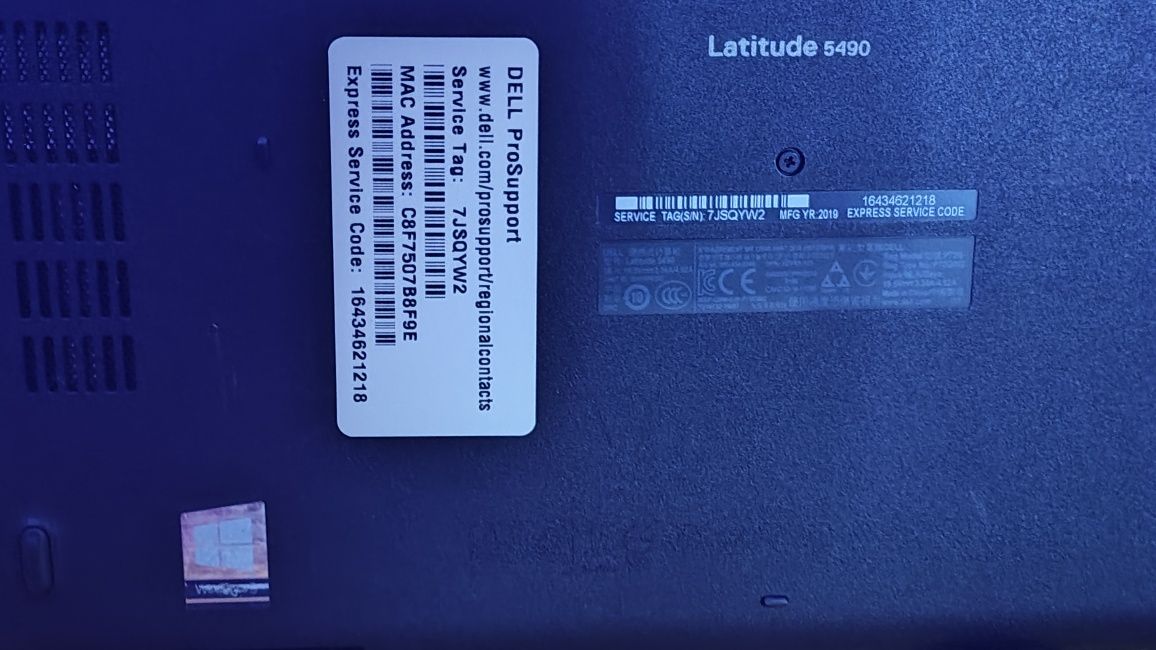 Latitude 5490
DELL ProSupport
www.dell.com/prosupport/regionalcontacts
Service Tag: 7JSQYW2
MAC Address: C8F7507B8F9E
Express Service Code: 16434621218
16434621218
SERVICE TAG(S/N): 7JSQYW2 MFG YR:2019 EXPRESS SERVICE CODE